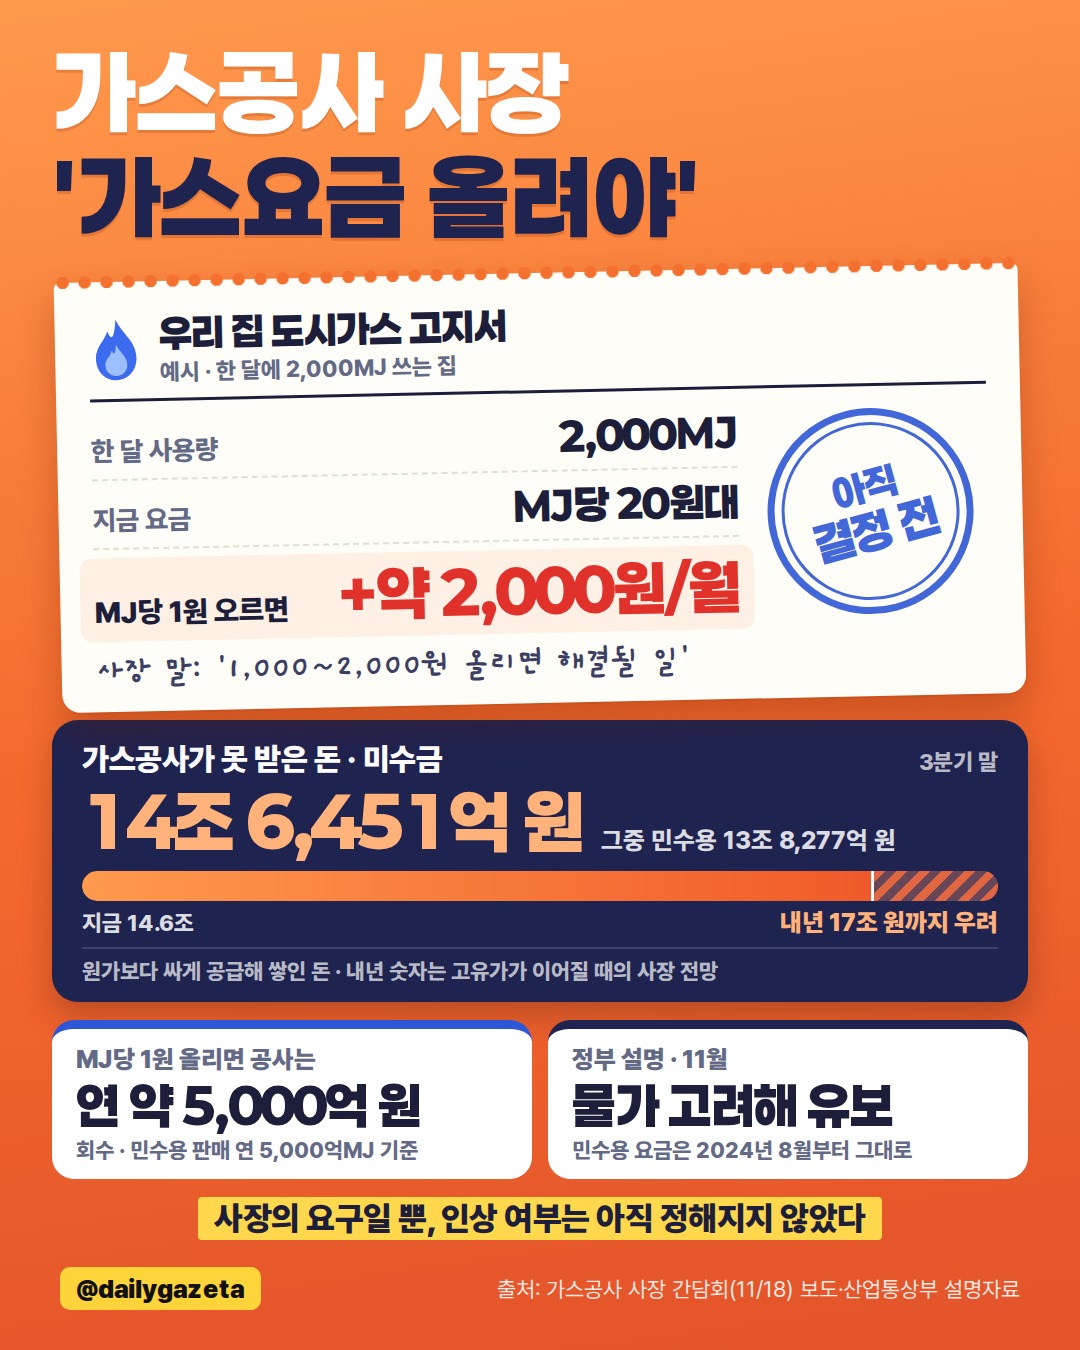 가스공사 사장
'가스요금 올려야'
우리 집 도시가스 고지서
예시 · 한 달에 2,000MJ 쓰는 집
한 달 사용량 2,000MJ
지금 요금 MJ당 20원대
MJ당 1원 오르면 +약 2,000원/월
아직
결정 전
사장 말: '1,000~2,000원 올리면 해결될 일'
가스공사가 못 받은 돈 · 미수금 3분기 말
14조 6,451억 원 그중 민수용 13조 8,277억 원
지금 14.6조 내년 17조 원까지 우려
원가보다 싸게 공급해 쌓인 돈 · 내년 숫자는 고유가가 이어질 때의 사장 전망
MJ당 1원 올리면 공사는
연 약 5,000억 원
회수 · 민수용 판매 연 5,000억MJ 기준
정부 설명 · 11월
물가 고려해 유보
민수용 요금은 2024년 8월부터 그대로
사장의 요구일 뿐, 인상 여부는 아직 정해지지 않았다
@dailygazeta
출처: 가스공사 사장 간담회(11/18) 보도·산업통상부 설명자료